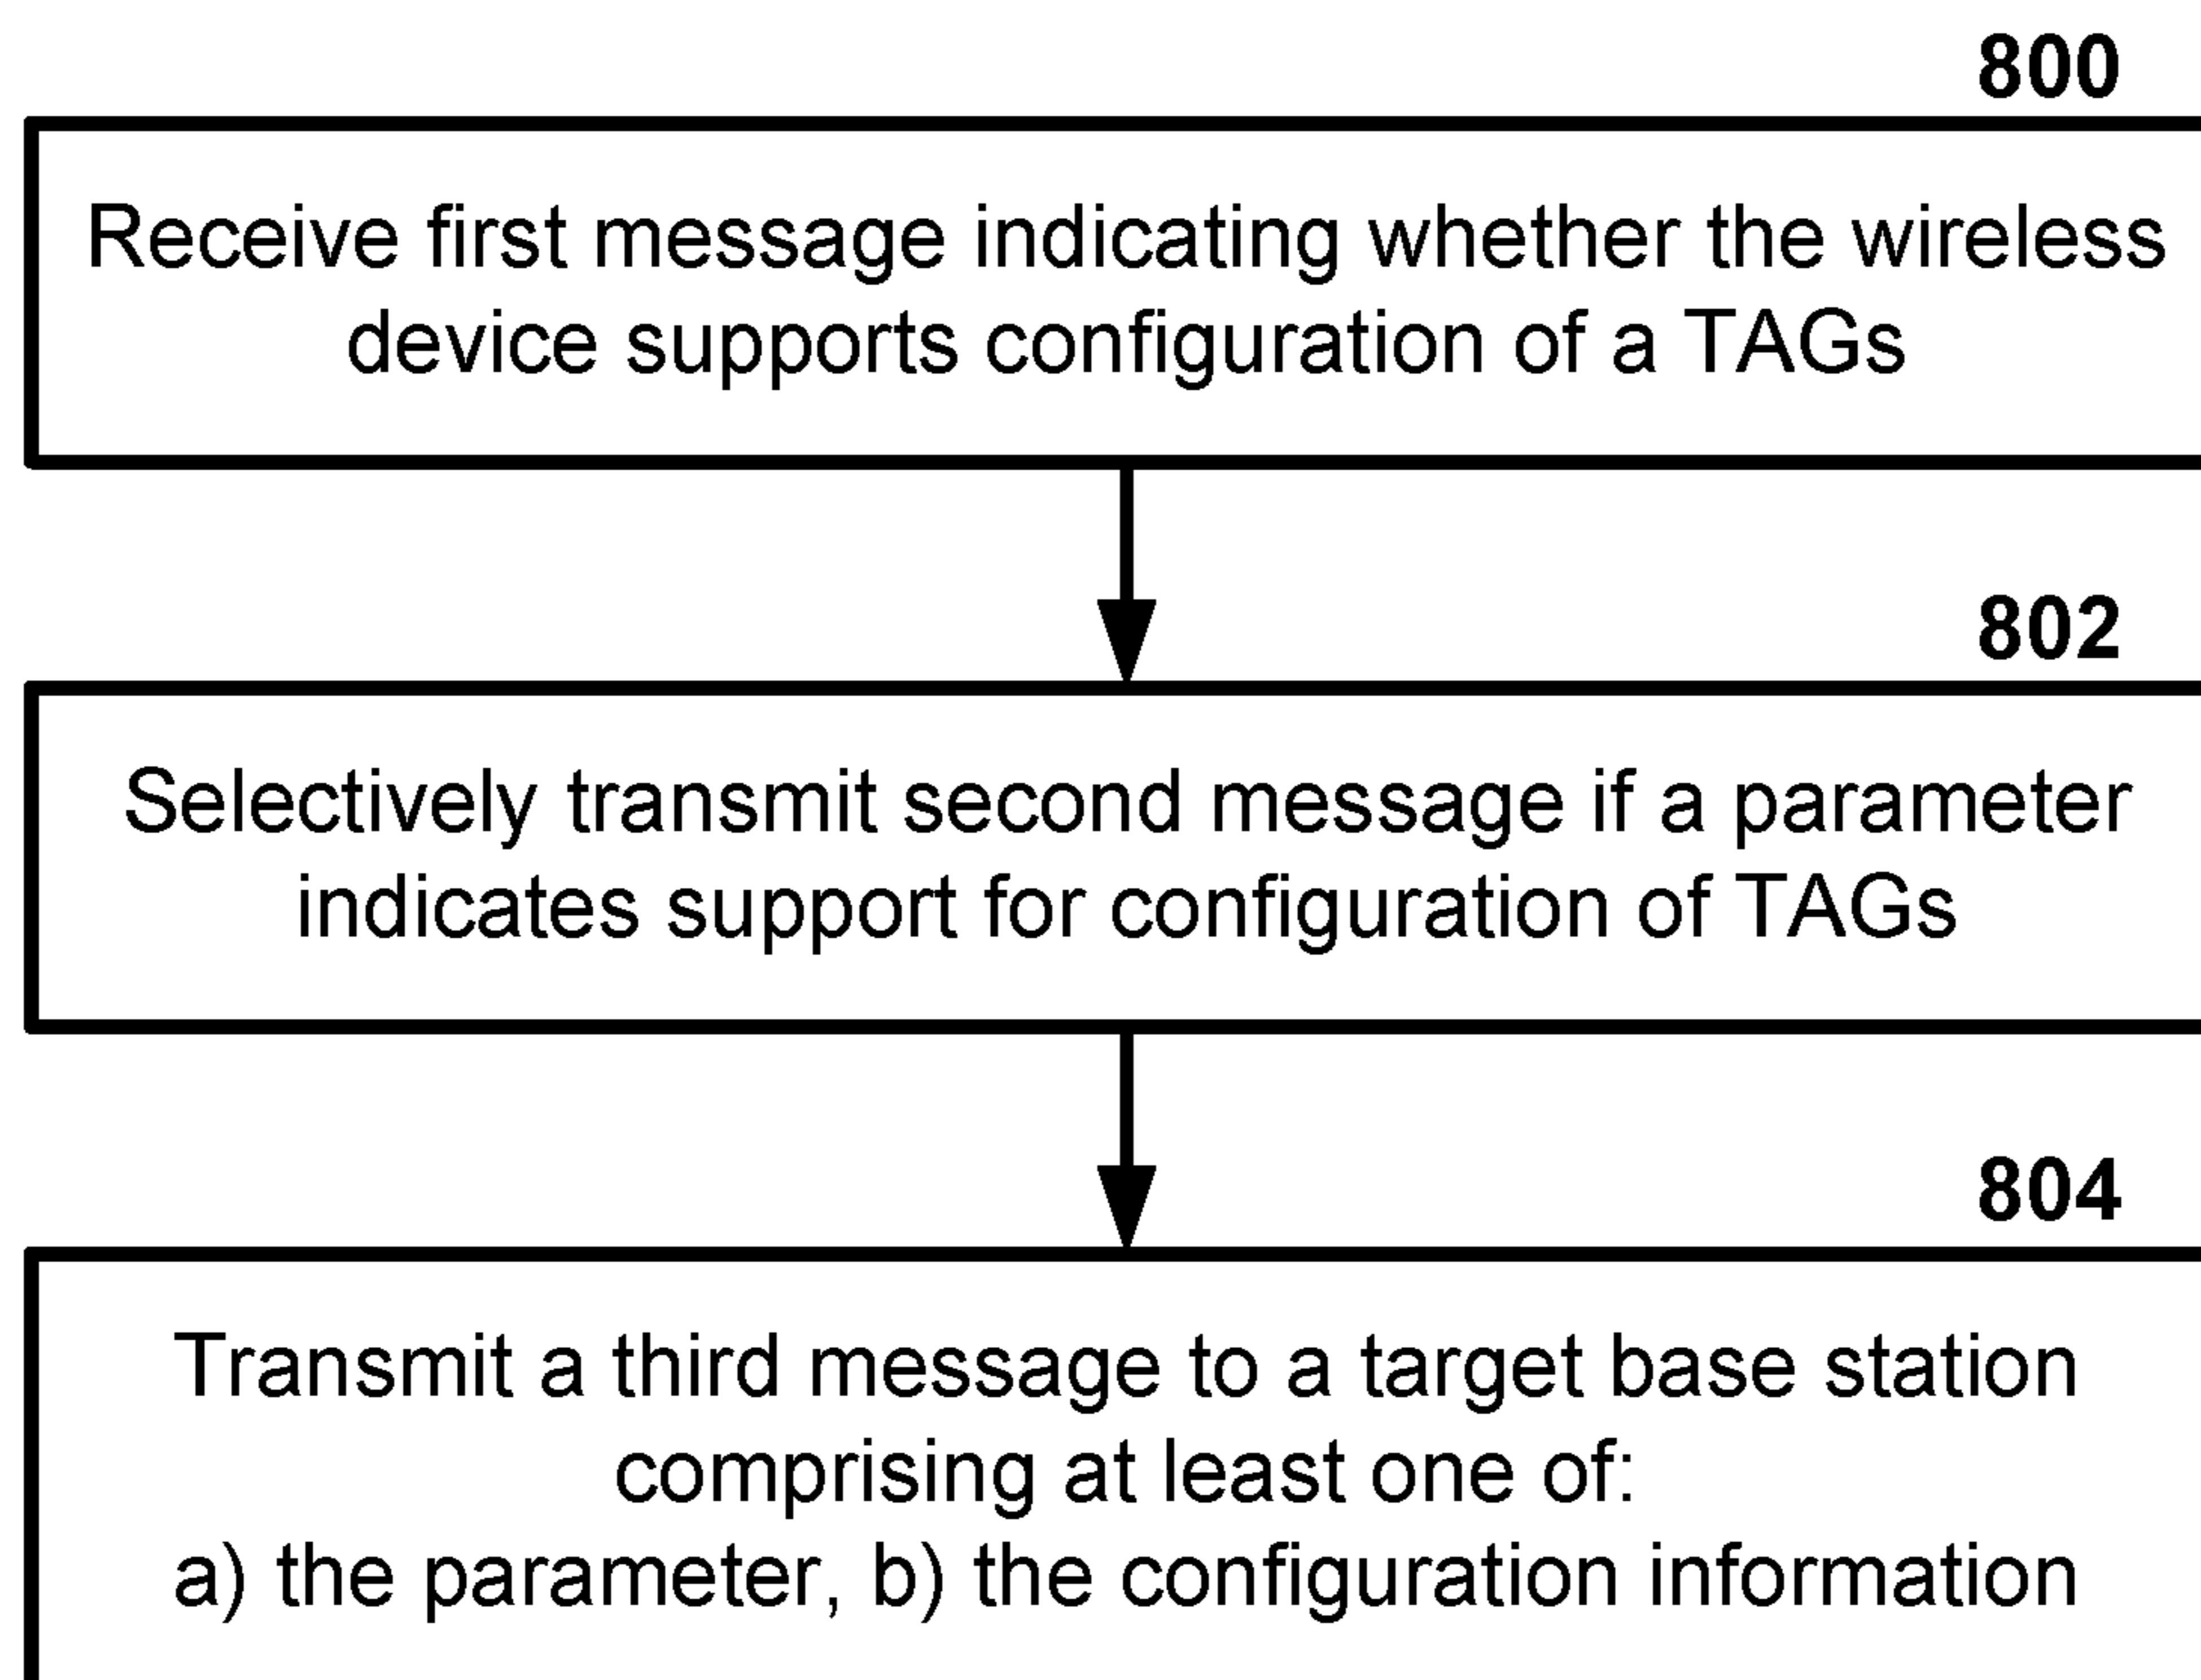 800
Receive first message indicating whether the wireless
device supports configuration of a TAGs
802
Selectively transmit second message if a parameter
indicates support for configuration of TAGs
804
Transmit a third message to a target base station
comprising at least one of:
a) the parameter, b) the configuration information